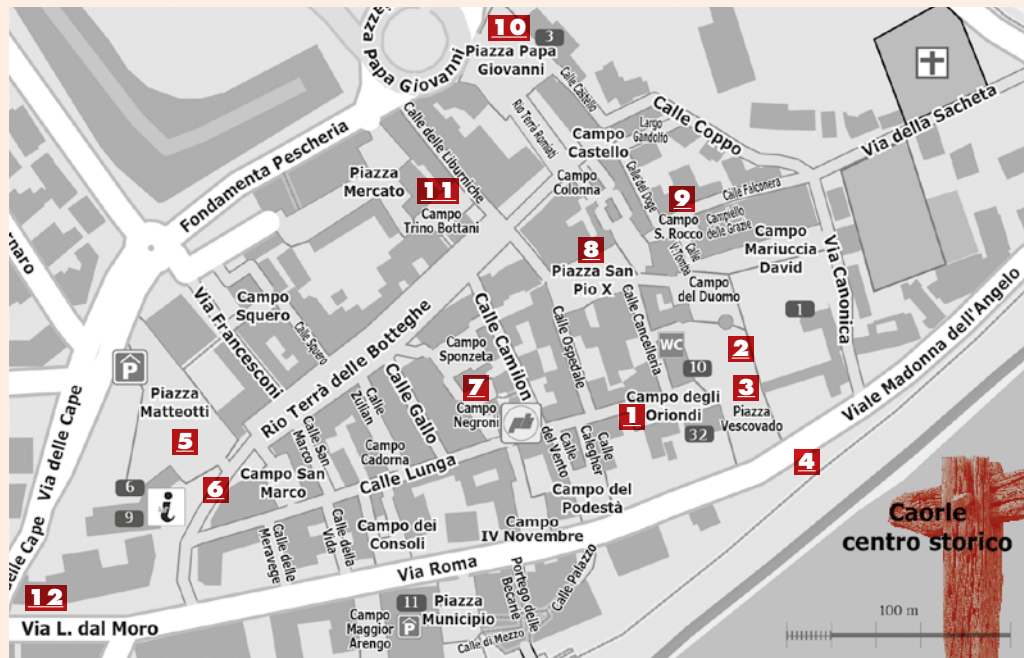 10
3
Piazza Papa
Giovanni
Piazza Papa Giovanni
Calle Castello
Rio Terrà Romiati
Calle Coppo
Largo
Gandolfo
Via della Sacheta
Campo
Castello
Calle delle Liburniche
Fondamenta Pescheria
Piazza
Mercato
11
Campo
Trino Bottani
Campo
Colonna
Calle del Doge
9
Calle Falconera
Campo
S. Rocco
Campiello
delle Grazie
Calle
V. Tomba
Campo
Mariuccia
David
Via Canonica
8
Piazza San
Pio X
Campo
del Duomo
1
Viale Madonna dell'Angelo
rnaro
Via Francesconi
Campo
Squero
Calle Squero
Rio Terrà delle Botteghe
Calle Camilon
Calle Ospedale
Calle Cancelleria
WC
2
10
3
Piazza
Vescovado
Campo
Sponzeta
7
Campo
Negroni
Campo degli
Oriondi
1
32
4
P
Piazza
Matteotti
5
Via delle Cape
Calle
Zulian
Calle Gallo
Calle San
Marco
Campo
Cadorna
Calle Lunga
del Vento
Calle
Calegher
Calle
6
6
9
i
Campo San
Marco
Campo del
Podestà
Calle delle
Meravege
Calle della
Vida
Campo dei
Consoli
Campo
IV Novembre
Via Roma
delle Cape
12
Via L. dal Moro
Campo
Maggior
Arengo
11
P
Piazza
Municipio
Portego delle
Becarie
Calle Palazzo
Calle di Mezzo
Caorle
centro storico
100 m